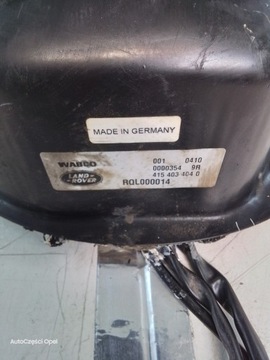 MADE IN GERMANY
WABCO 001 0410
0000354 9R
LAND ROVER 415 403 404 0
RQL000014
AutoCzęści Opel